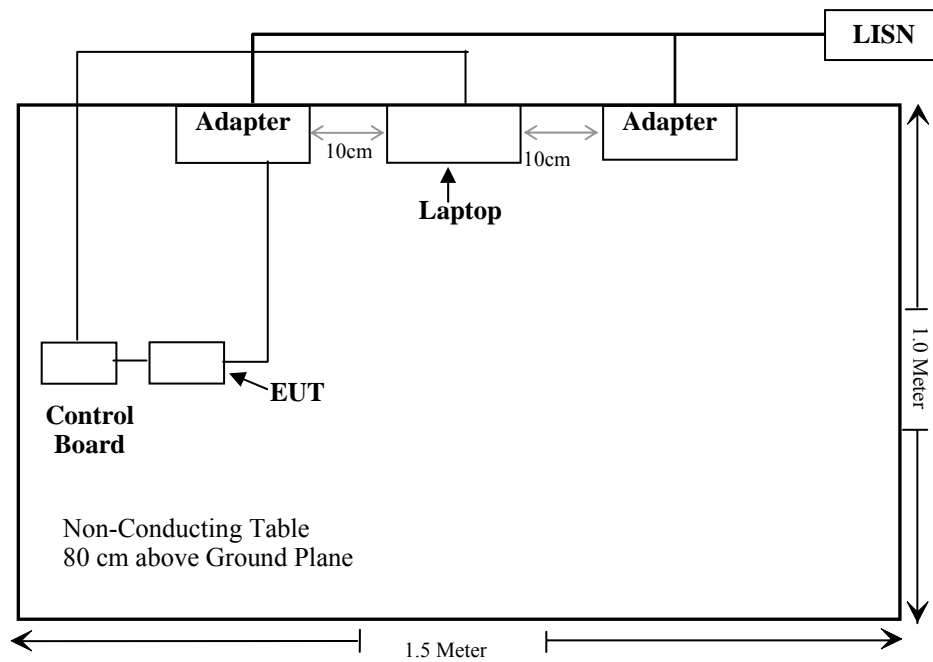 LISN
Adapter
Adapter
10cm
10cm
Laptop
EUT
Control
Board
1.0 Meter
Non-Conducting Table
80 cm above Ground Plane
1.5 Meter